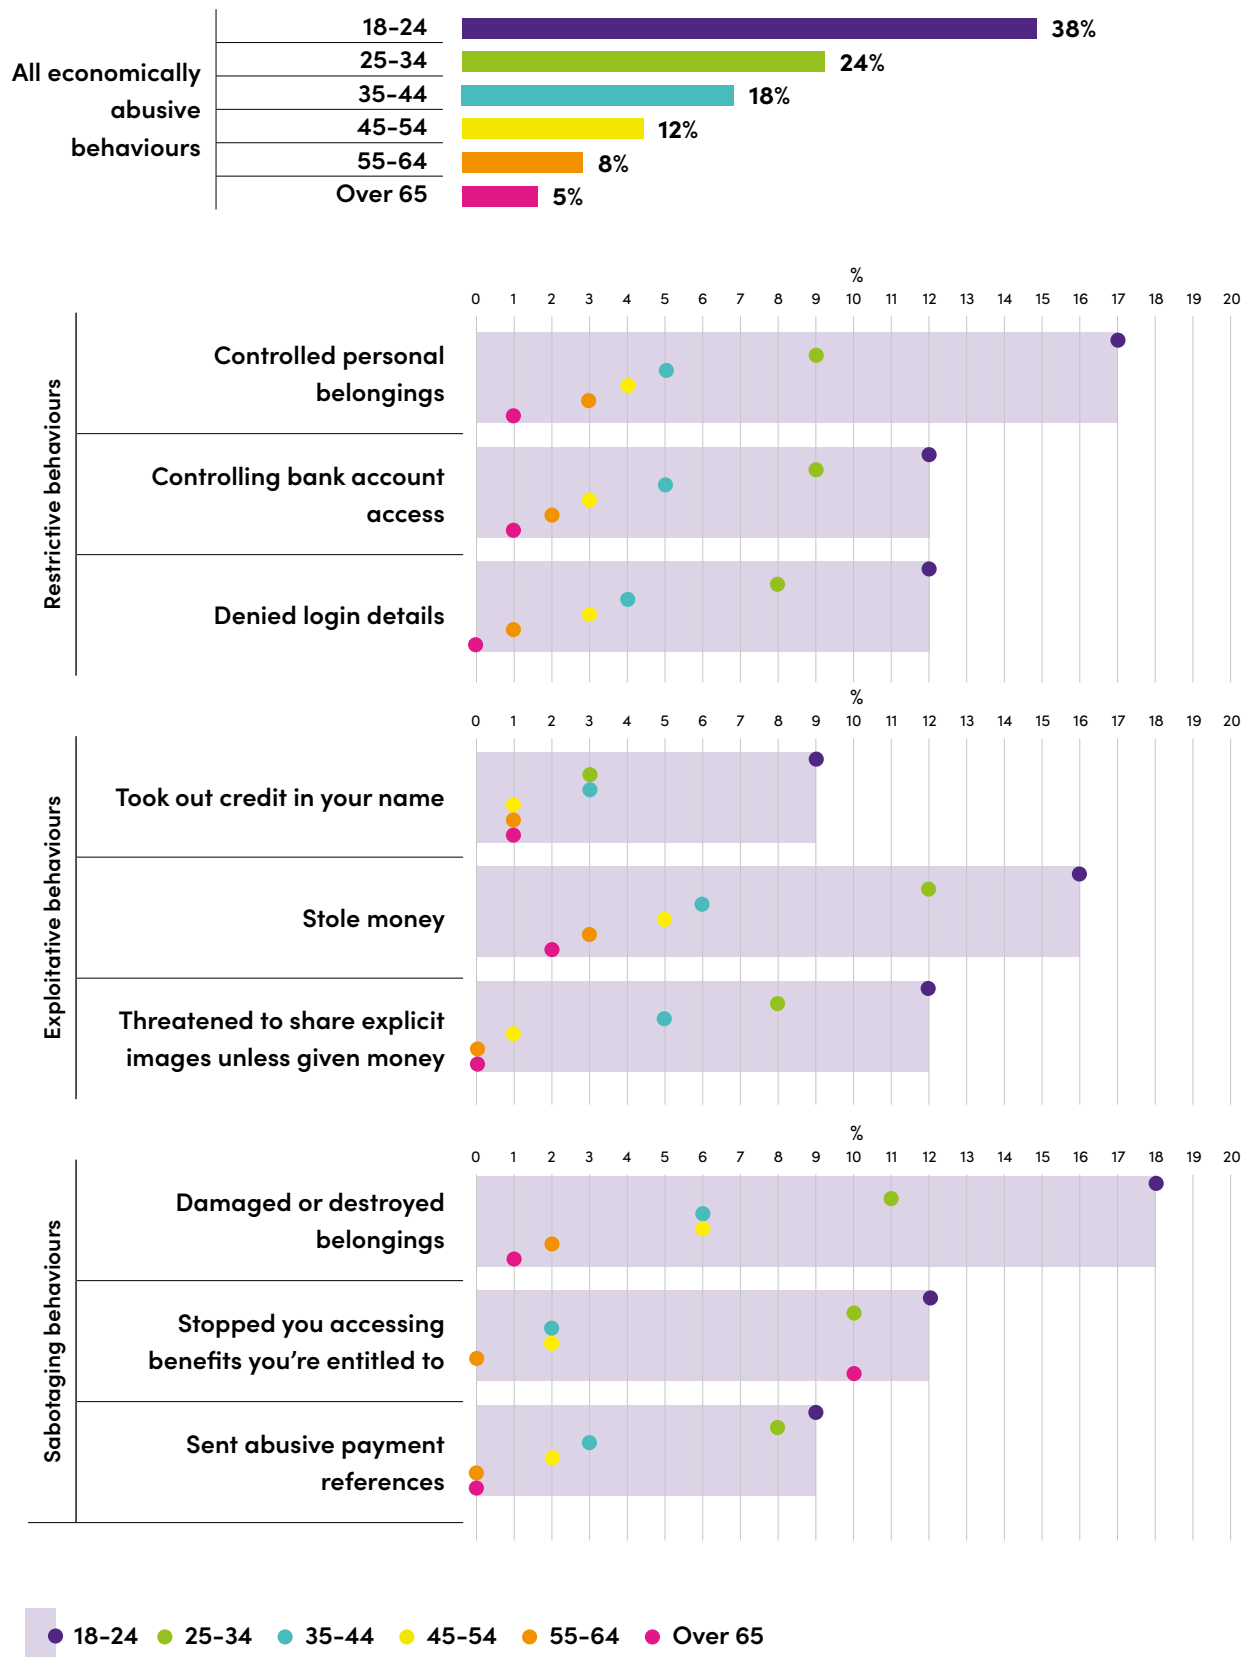 18-24 38%
25-34 24%
All economically
abusive
behaviours
35-44 18%
45-54 12%
55-64 8%
Over 65 5%
%
0 1 2 3 4 5 6 7 8 9 10 11 12 13 14 15 16 17 18 19 20
Restrictive behaviours
Controlled personal
belongings
Controlling bank account
access
Denied login details
%
0 1 2 3 4 5 6 7 8 9 10 11 12 13 14 15 16 17 18 19 20
Exploitative behaviours
Took out credit in your name
Stole money
Threatened to share explicit
images unless given money
%
0 1 2 3 4 5 6 7 8 9 10 11 12 13 14 15 16 17 18 19 20
Sabotaging behaviours
Damaged or destroyed
belongings
Stopped you accessing
benefits you’re entitled to
Sent abusive payment
references
18-24 25-34 35-44 45-54 55-64 Over 65